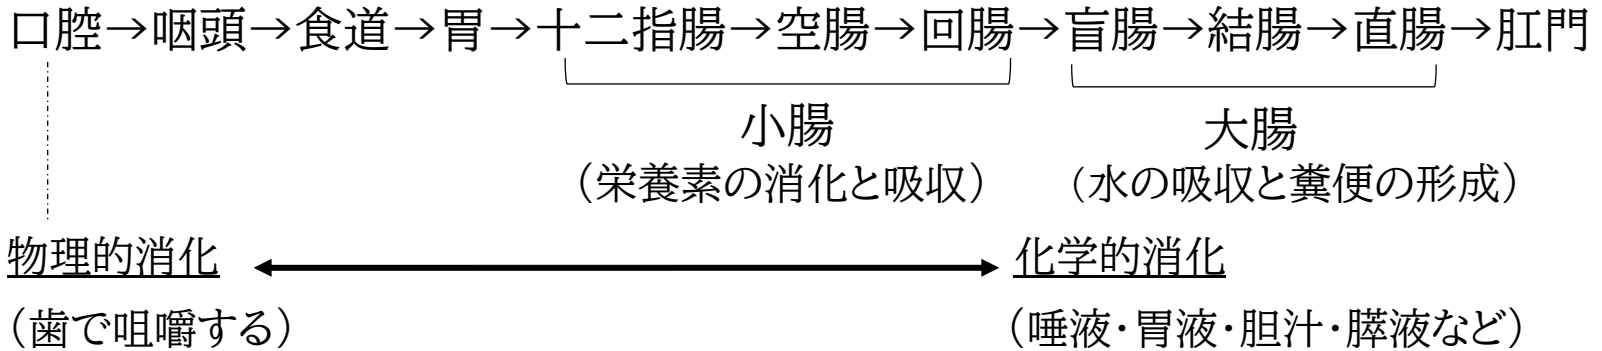 口腔→咽頭→食道→胃→十二指腸→空腸→回腸→盲腸→結腸→直腸→肛門
小腸 大腸
（栄養素の消化と吸収） （水の吸収と糞便の形成）
物理的消化 化学的消化
（歯で咀嚼する） （唾液・胃液・胆汁・膵液など）